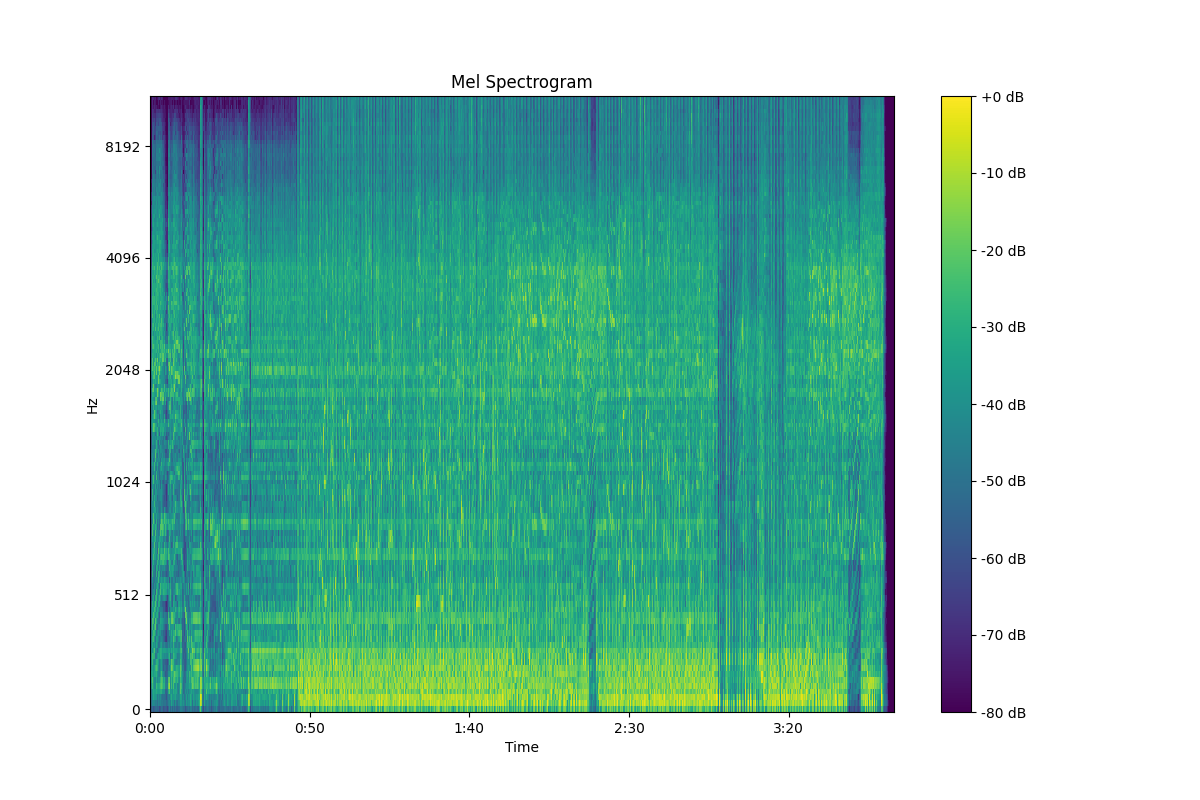 Mel Spectrogram
Hz
8192
4096
2048
1024
512
0
0:00
0:50
1:40
2:30
3:20
Time
+0 dB
-10 dB
-20 dB
-30 dB
-40 dB
-50 dB
-60 dB
-70 dB
-80 dB